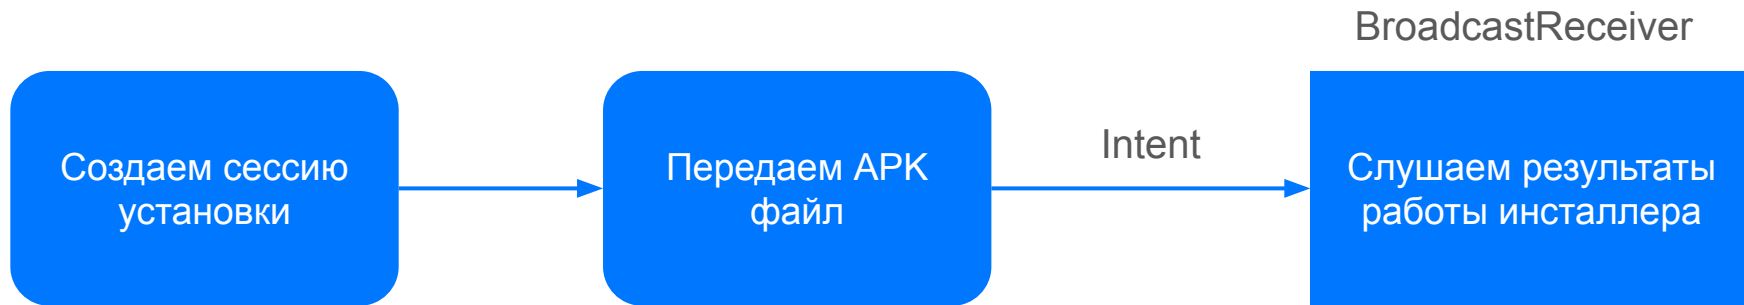 BroadcastReceiver
Создаем сессию
установки
Передаем APK
файл
Intent
Слушаем результаты
работы инсталлера